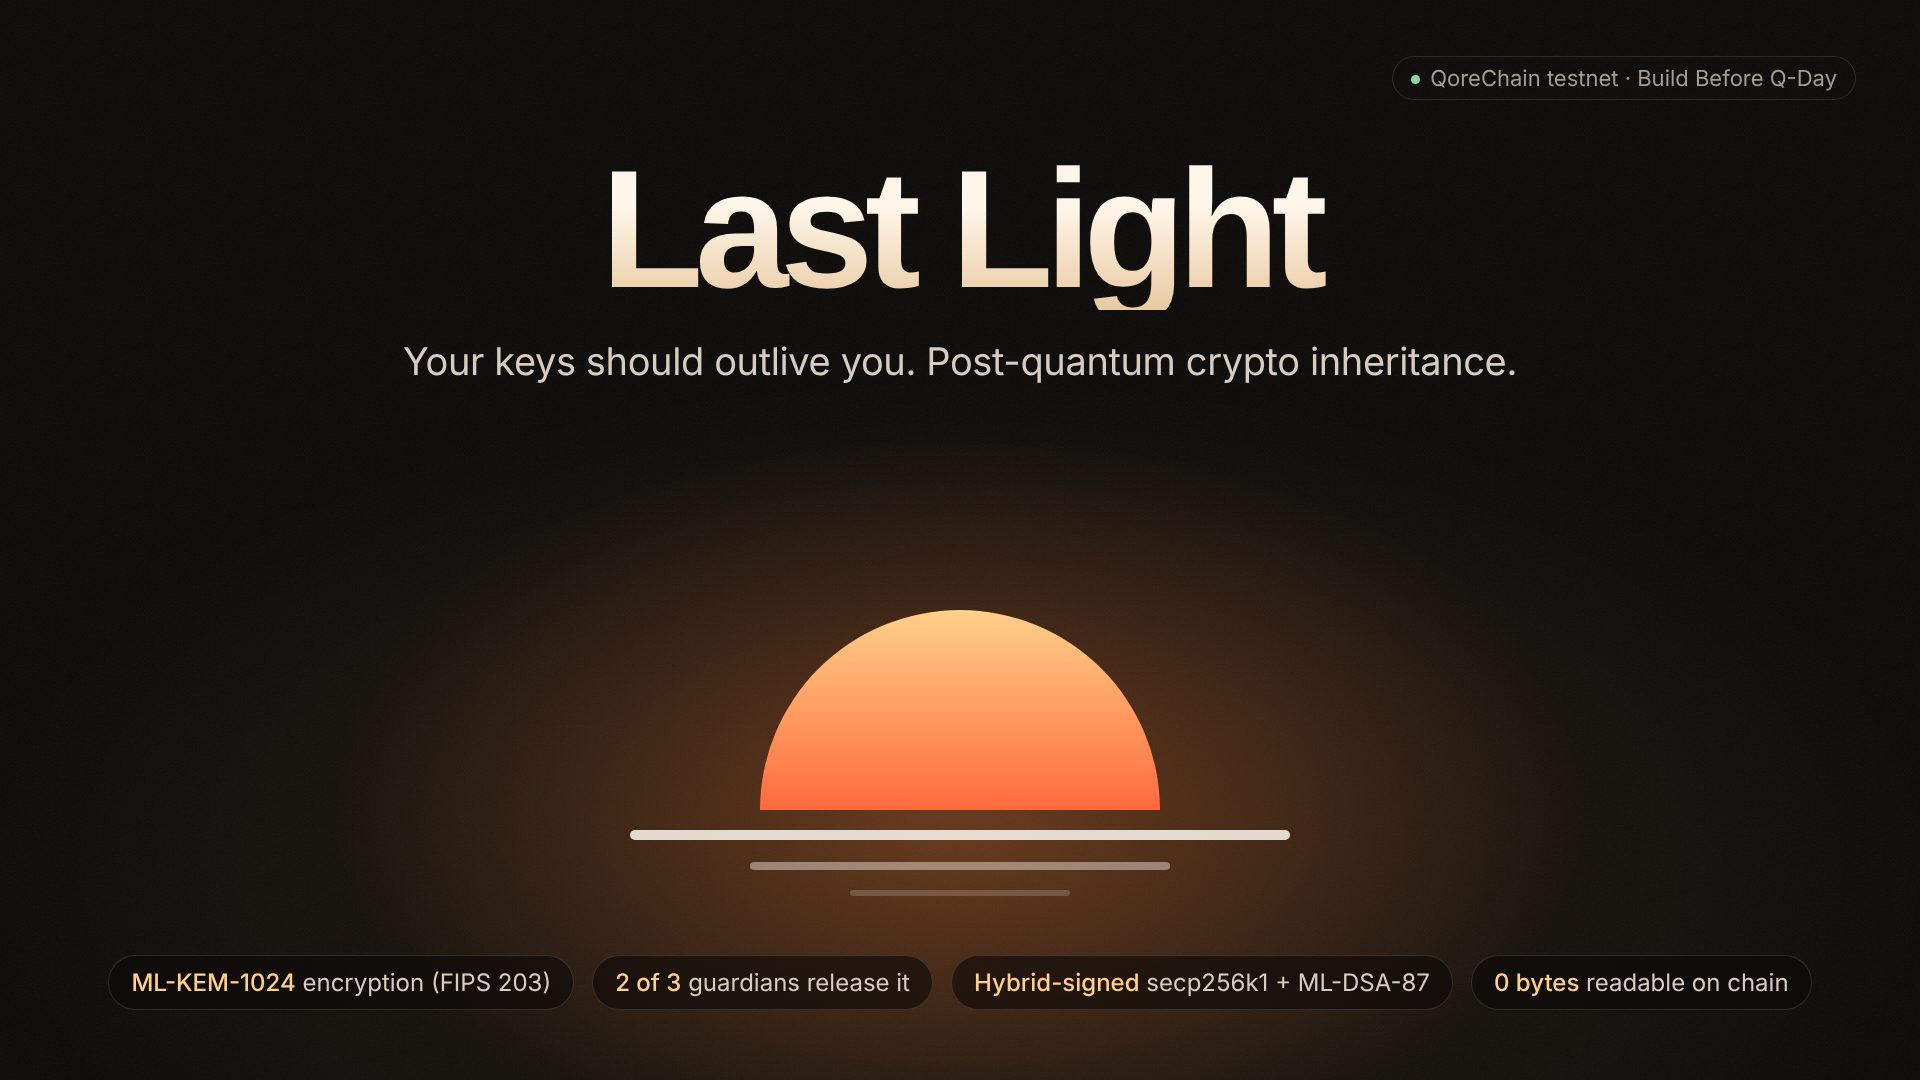 QoreChain testnet · Build Before Q-Day
Last Light
Your keys should outlive you. Post-quantum crypto inheritance.
ML-KEM-1024 encryption (FIPS 203)
2 of 3 guardians release it
Hybrid-signed secp256k1 + ML-DSA-87
0 bytes readable on chain